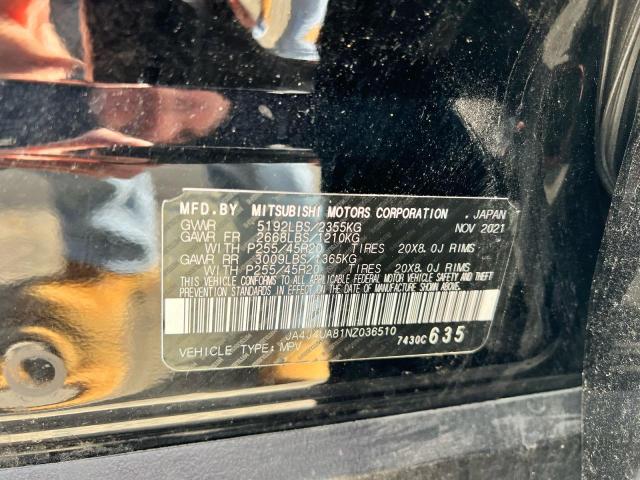 MFD.BY MITSUBISHI MOTORS CORPORATION . JAPAN
GVWR 5192LBS/2355KG NOV 2021
GAWR FR 2668LBS/1210KG
WITH P255/45R20 TIRES 20X8.0J RIMS
GAWR RR 3009LBS/1365KG
WITH P255/45R20 TIRES 20X8.0J RIMS
THIS VEHICLE CONFORMS TO ALL APPLICABLE FEDERAL MOTOR VEHICLE SAFETY AND THEFT
PREVENTION STANDARDS IN EFFECT ON THE DATE OF MANUFACTURE SHOWN ABOVE.
JA4J4UA81NZ036510
VEHICLE TYPE: MPV 7430C 635